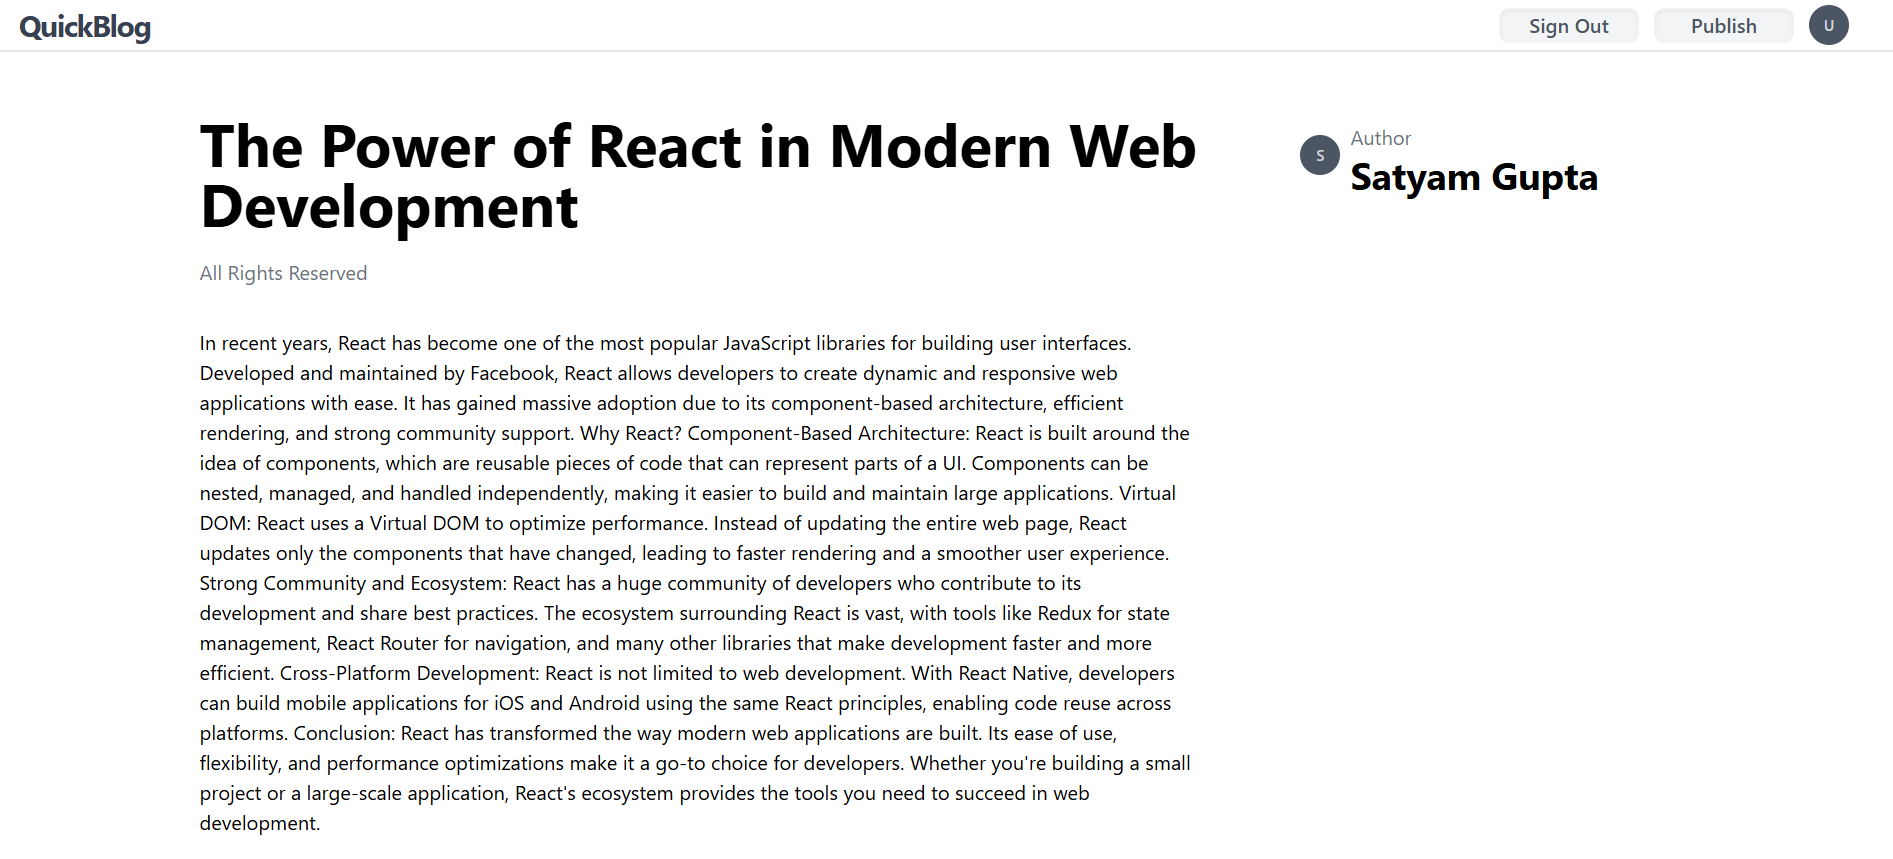 QuickBlog
Sign Out
Publish
U
The Power of React in Modern Web
Development
All Rights Reserved
In recent years, React has become one of the most popular JavaScript libraries for building user interfaces.
Developed and maintained by Facebook, React allows developers to create dynamic and responsive web
applications with ease. It has gained massive adoption due to its component-based architecture, efficient
rendering, and strong community support. Why React? Component-Based Architecture: React is built around the
idea of components, which are reusable pieces of code that can represent parts of a UI. Components can be
nested, managed, and handled independently, making it easier to build and maintain large applications. Virtual
DOM: React uses a Virtual DOM to optimize performance. Instead of updating the entire web page, React
updates only the components that have changed, leading to faster rendering and a smoother user experience.
Strong Community and Ecosystem: React has a huge community of developers who contribute to its
development and share best practices. The ecosystem surrounding React is vast, with tools like Redux for state
management, React Router for navigation, and many other libraries that make development faster and more
efficient. Cross-Platform Development: React is not limited to web development. With React Native, developers
can build mobile applications for iOS and Android using the same React principles, enabling code reuse across
platforms. Conclusion: React has transformed the way modern web applications are built. Its ease of use,
flexibility, and performance optimizations make it a go-to choice for developers. Whether you're building a small
project or a large-scale application, React's ecosystem provides the tools you need to succeed in web
development.
S
Author
Satyam Gupta